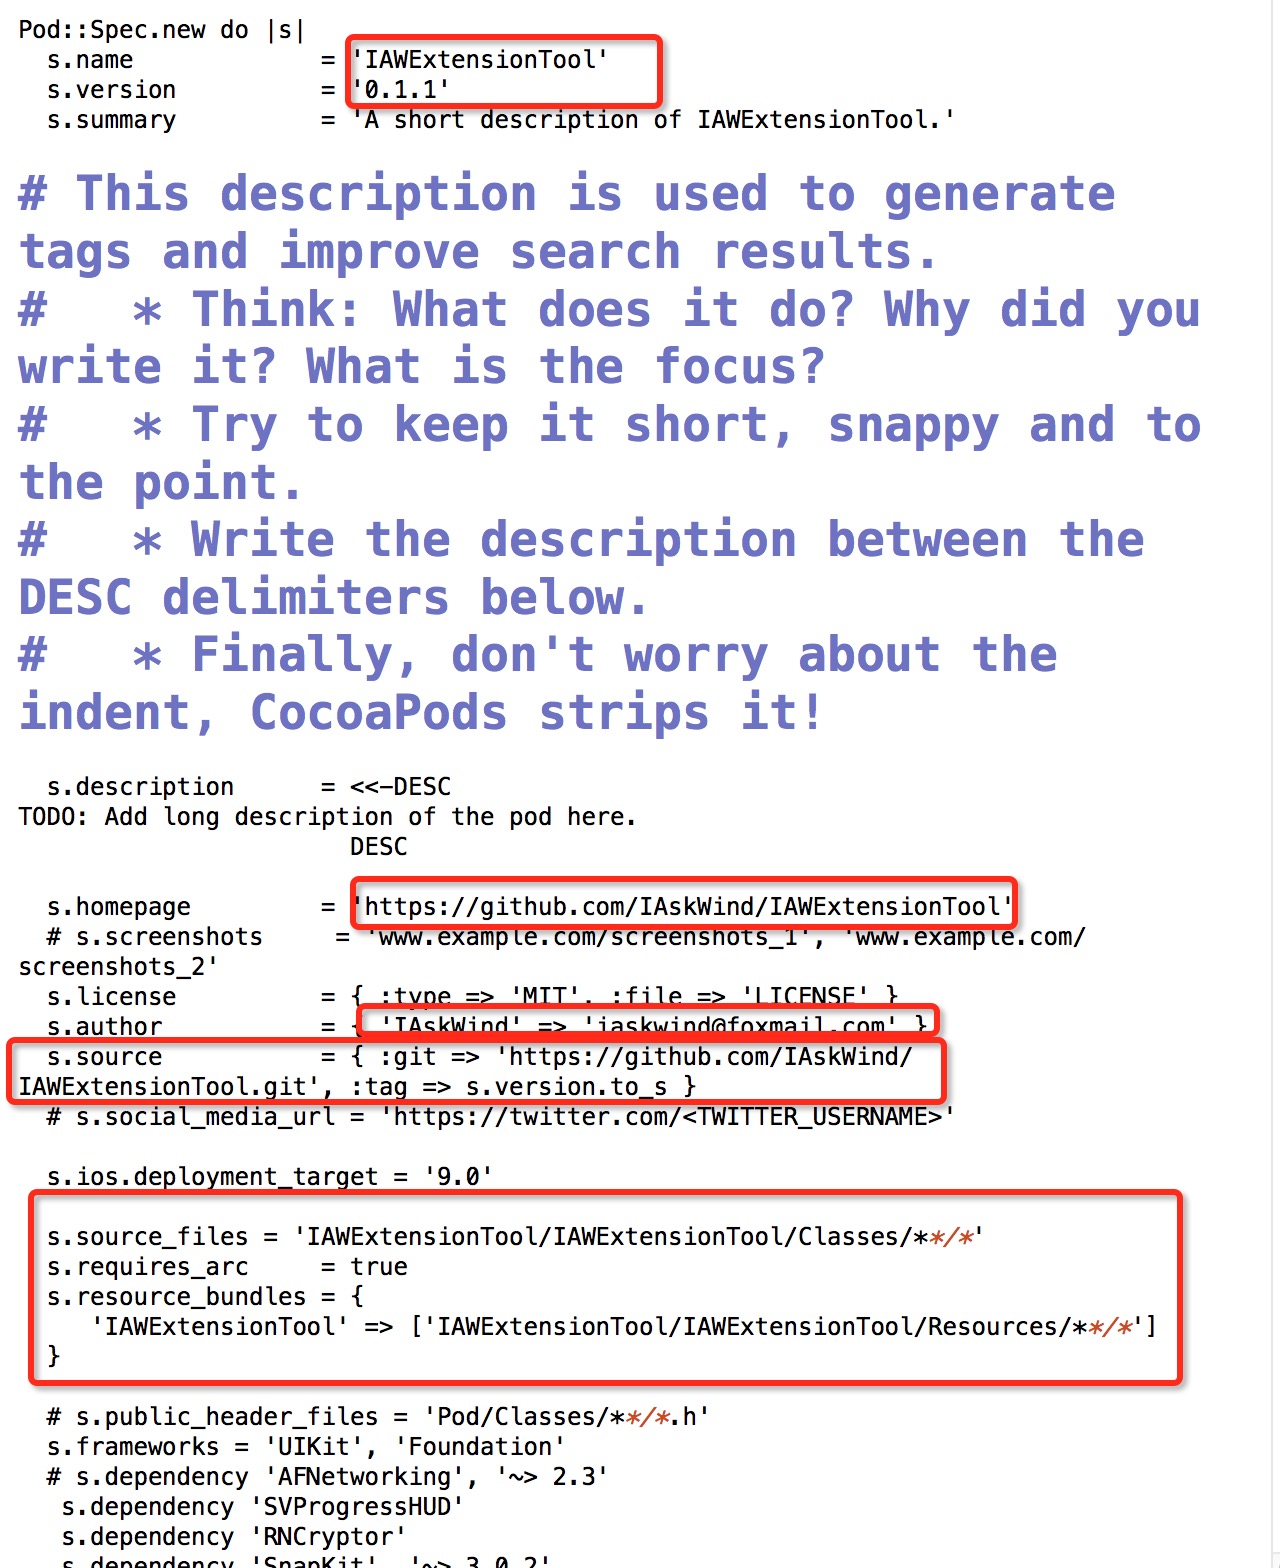 Pod::Spec.new do |s|
s.name = 'IAWExtensionTool'
s.version = '0.1.1'
s.summary = 'A short description of IAWExtensionTool.'
# This description is used to generate
tags and improve search results.
#   * Think: What does it do? Why did you
write it? What is the focus?
#   * Try to keep it short, snappy and to
the point.
#   * Write the description between the
DESC delimiters below.
#   * Finally, don't worry about the
indent, CocoaPods strips it!
s.description = <<-DESC
TODO: Add long description of the pod here.
DESC
s.homepage = 'https://github.com/IAskWind/IAWExtensionTool'
# s.screenshots = 'www.example.com/screenshots_1', 'www.example.com/
screenshots_2'
s.license = { :type => 'MIT', :file => 'LICENSE' }
s.author = { 'IAskWind' => 'iaskwind@foxmail.com' }
s.source = { :git => 'https://github.com/IAskWind/
IAWExtensionTool.git', :tag => s.version.to_s }
# s.social_media_url = 'https://twitter.com/<TWITTER_USERNAME>'
s.ios.deployment_target = '9.0'
s.source_files = 'IAWExtensionTool/IAWExtensionTool/Classes/**/*'
s.requires_arc = true
s.resource_bundles = {
'IAWExtensionTool' => ['IAWExtensionTool/IAWExtensionTool/Resources/**/*']
}
# s.public_header_files = 'Pod/Classes/**/*.h'
s.frameworks = 'UIKit', 'Foundation'
# s.dependency 'AFNetworking', '~> 2.3'
s.dependency 'SVProgressHUD'
s.dependency 'RNCryptor'
s.dependency 'SnapKit', '~> 3.0.2'